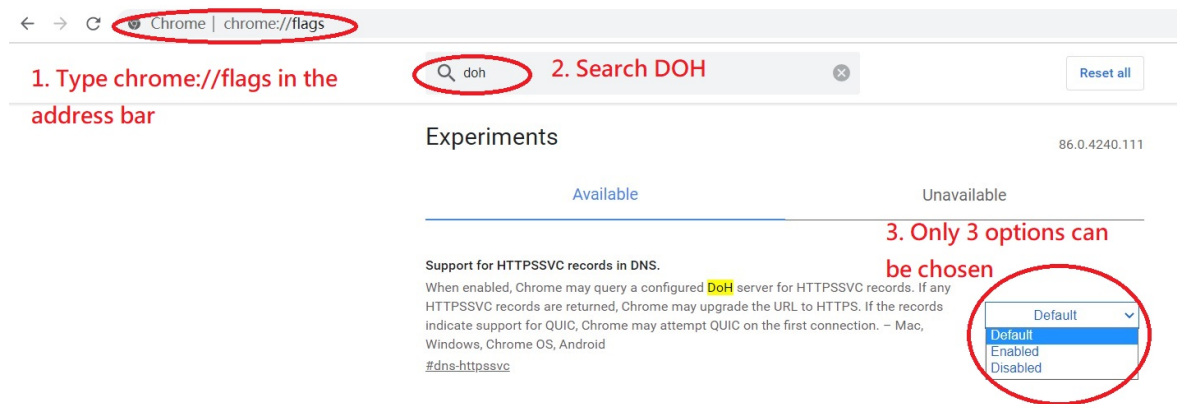 Chrome | chrome://flags
1. Type chrome://flags in the
address bar
doh
2. Search DOH
Reset all
Experiments
86.0.4240.111
Available
Unavailable
3. Only 3 options can
be chosen
Support for HTTPSSVC records in DNS.
When enabled, Chrome may query a configured DoH server for HTTPSSVC records. If any
HTTPSSVC records are returned, Chrome may upgrade the URL to HTTPS. If the records
indicate support for QUIC, Chrome may attempt QUIC on the first connection. – Mac,
Windows, Chrome OS, Android
#dns-httpssvc
Default
Default
Enabled
Disabled